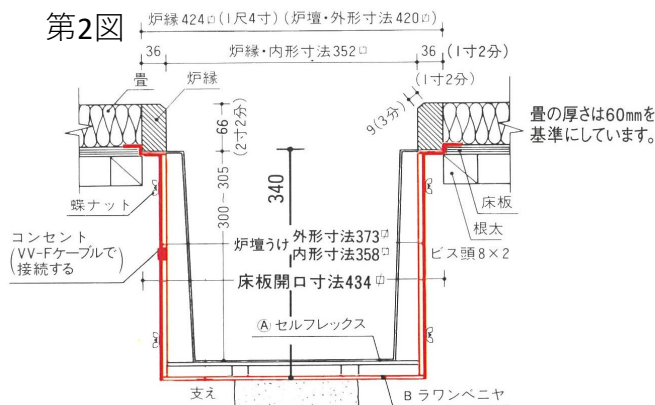 第2図
炉縁424□(1尺4寸)(炉壇・外形寸法420□)
36
炉縁・内形寸法352□
36
(1寸2分)
(1寸2分)
畳
炉縁
9(3分)
66
(2寸2分)
畳の厚さは60mmを
基準にしています。
300~305
340
蝶ナット
床板
根太
コンセント
(VV-Fケーブルで
接続する)
炉壇うけ
外形寸法373□
内形寸法358□
ビス頭8×2
床板開口寸法434□
Ⓐセルフレックス
支え
Bラワンベニヤ